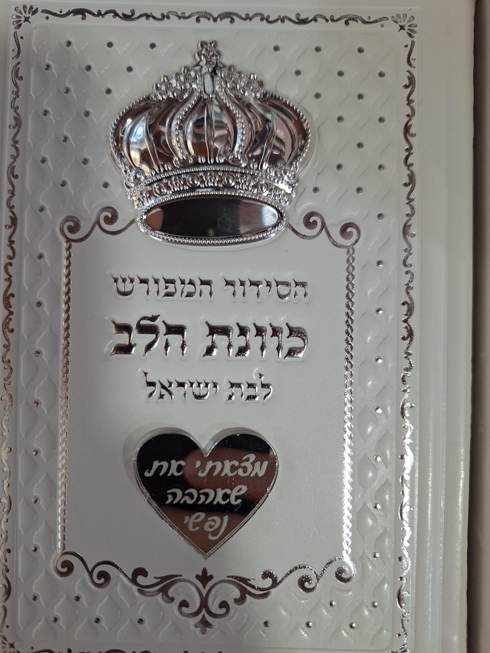 הסידור המפורש
כוונת הלב
לבת ישראל
מצאתי את
שאהבה
נפשי